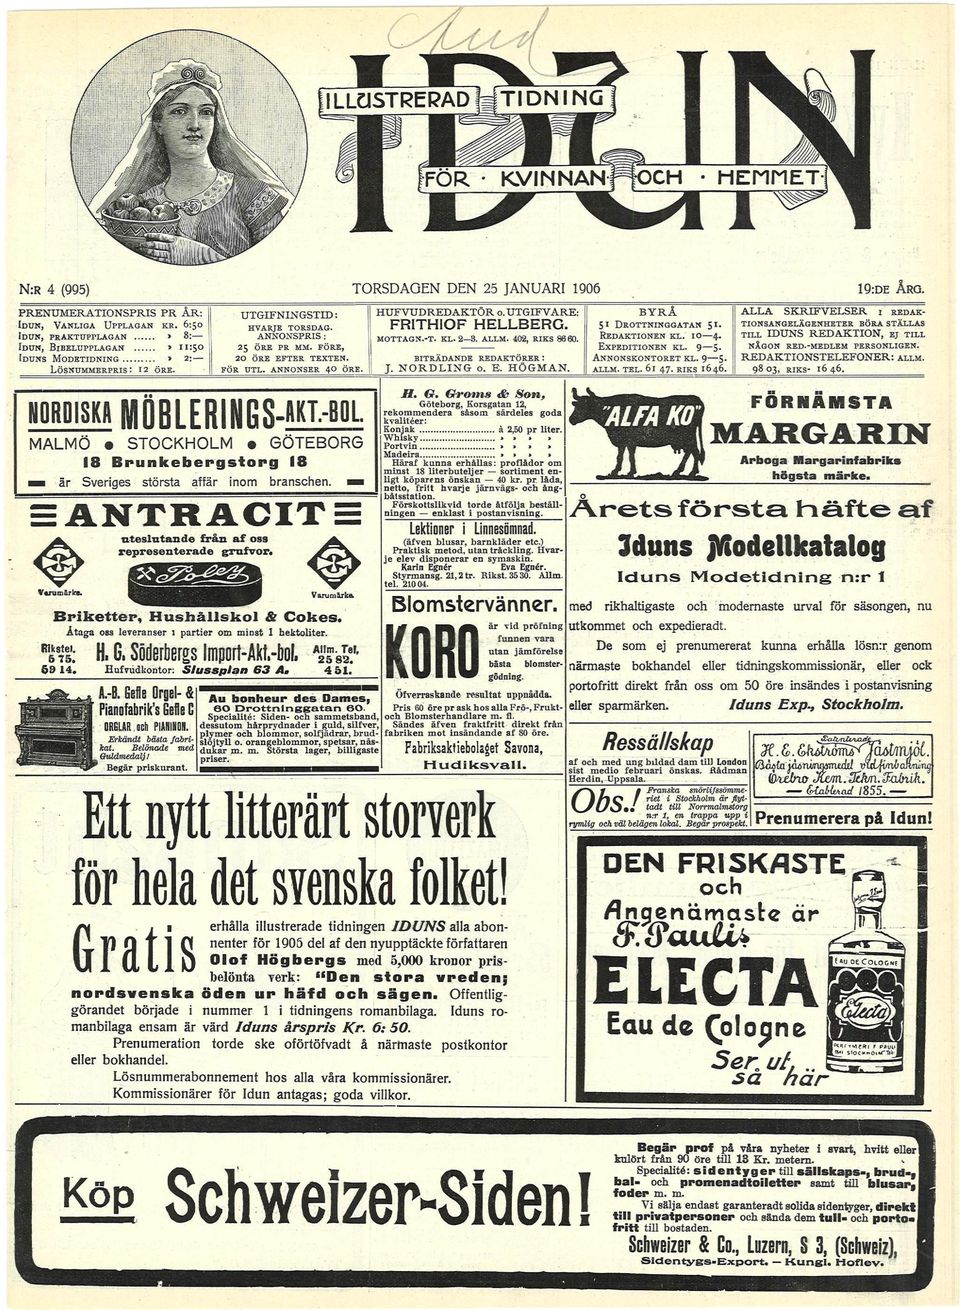 ILLUSTRERAD TIDNING
IDUN
FÖR · KVINNAN · OCH · HEMMET
N:R 4 (995)
TORSDAGEN DEN 25 JANUARI 1906
19:DE ÅRG.
PRENUMERATIONSPRIS PR ÅR:
IDUN, VANLIGA UPPLAGAN KR. 6:50
IDUN, PRAKTUPPLAGAN ...... » 8:—
IDUN, BIBELUPPLAGAN ...... » 11:50
IDUNS MODETIDNING ......... » 2:—
LÖSNUMMERPRIS: 12 ÖRE.
UTGIFNINGSTID:
HVARJE TORSDAG.
ANNONSPRIS:
25 ÖRE PR MM. FÖRE,
20 ÖRE EFTER TEXTEN.
FÖR UTL. ANNONSER 40 ÖRE.
HUFVUDREDAKTÖR o. UTGIFVARE:
FRITHIOF HELLBERG.
MOTTAGN.-T. KL. 2—3. ALLM. 402, RIKS 86 60.
BITRÄDANDE REDAKTÖRER:
J. NORDLING o. E. HÖGMAN.
BYRÅ
51 DROTTNINGGATAN 51.
REDAKTIONEN KL. 10—4.
EXPEDITIONEN KL. 9—5.
ANNONSKONTORET KL. 9—5.
ALLM. TEL. 61 47. RIKS 16 46.
ALLA SKRIFVELSER I REDAK-
TIONSANGELÄGENHETER BÖRA STÄLLAS
TILL IDUNS REDAKTION, EJ TILL
NÅGON RED.-MEDLEM PERSONLIGEN.
REDAKTIONSTELEFONER: ALLM.
98 03, RIKS- 16 46.
NORDISKA MÖBLERINGS-AKT.-BOL.
MALMÖ • STOCKHOLM • GÖTEBORG
18 Brunkebergstorg 18
är Sveriges största affär inom branschen.
ANTRACIT
uteslutande från af oss
representerade grufvor.
Poley
Varumärke.
Varumärke.
Briketter, Hushållskol & Cokes.
Åtaga oss leveranser i partier om minst 1 hektoliter.
Rikstel.
5 75.
59 14.
H. G. Söderbergs Import-Akt.-bol.
Hufvudkontor: Slussplan 63 A.
Allm. Tel.
25 82.
4 51.
A.-B. Gefle Orgel- &
Pianofabrik's Gefle C
ORGLAR och PIANINON.
Erkändt bästa fabri-
kat. Belönade med
Guldmedalj!
Begär priskurant.
Au bonheur des Dames,
60 Drottninggatan 60.
Specialité: Siden- och sammetsband,
dessutom hårprydnader i guld, silfver,
plymer och blommor, solfjädrar, brud-
slöjtyll o. orangeblommor, spetsar, näs-
dukar m. m. Största lager, billigaste
priser.
H. G. Groms & Son,
Göteborg, Korsgatan 12,
rekommendera såsom särdeles goda
kvalitéer:
Konjak ........................ à 2,50 pr liter.
Whisky........................ » » » »
Portvin ........................ » » » »
Madeira........................ » » » »
Häraf kunna erhållas: proflådor om
minst 18 literbuteljer — sortiment en-
ligt köparens önskan — 40 kr. pr. låda,
netto, fritt hvarje järnvägs- och ång-
båtsstation.
Förskottslikvid torde åtfölja beställ-
ningen — enklast i postanvisning.
Lektioner i Linnesömnad.
(äfven blusar, barnkläder etc.)
Praktisk metod, utan träckling. Hvar-
je elev disponerar en symaskin.
Karin Egnér Eva Egnér.
Styrmansg. 21, 2 tr. Rikst. 35 30. Allm.
tel. 210 04.
Blomstervänner.
KORO
är vid pröfning
funnen vara
utan jämförelse
bästa blomster-
gödning.
Öfverraskande resultat uppnådda.
Pris 60 öre pr ask hos alla Frö-, Frukt-
och Blomsterhandlare m. fl.
Sändes äfven fraktfritt direkt från
fabriken mot insändande af 80 öre.
Fabriksaktiebolaget Savona,
Hudiksvall.
"ALFA KO"
FÖRNÄMSTA
MARGARIN
Arboga Margarinfabriks
högsta märke.
Årets första häfte af
Iduns Modellkatalog
Iduns Modetidning n:r 1
med rikhaltigaste och modernaste urval för säsongen, nu
utkommet och expedieradt.
De som ej prenumererat kunna erhålla lösn:r genom
närmaste bokhandel eller tidningskommissionär, eller ock
portofritt direkt från oss om 50 öre insändes i postanvisning
eller sparmärken. Iduns Exp., Stockholm.
Ressällskap
af och med ung bildad dam till London
sist medio februari önskas. Rådman
Herdin, Uppsala.
Obs.! Franska snörlifssömme-
riet i Stockholm är flyt-
tadt till Norrmalmstorg
n:r 1, en trappa upp i
rymlig och väl belägen lokal. Begär prospekt.
H. E. Ekströms Patenterade Jästmjöl.
Bästa jäsningsmedel vid finbakning
Örebro Kem. Tekn. Fabrik.
— Etablerad 1855. —
Prenumerera på Idun!
Ett nytt litterärt storverk
för hela det svenska folket!
Gratis erhålla illustrerade tidningen IDUNS alla abon-
nenter för 1906 del af den nyupptäckte författaren
Olof Högbergs med 5,000 kronor pris-
belönta verk: "Den stora vreden;
nordsvenska öden ur häfd och sägen. Offentlig-
görandet började i nummer 1 i tidningens romanbilaga. Iduns ro-
manbilaga ensam är värd Iduns årspris Kr. 6: 50.
Prenumeration torde ske oförtöfvadt å närmaste postkontor
eller bokhandel.
Lösnummerabonnement hos alla våra kommissionärer.
Kommissionärer för Idun antagas; goda villkor.
DEN FRISKASTE
och
Angenämaste är
F. Paulis
ELECTA
Eau de Cologne
Ser ut
så här
EAU DE COLOGNE
Electa
Köp Schweizer-Siden!
Begär prof på våra nyheter i svart, hvitt eller
kulört från 90 öre till 18 Kr. metern.
Specialité: sidentyger till sällskaps-, brud-,
bal- och promenadtoiletter samt till blusar,
foder m. m.
Vi sälja endast garanteradt solida sidentyger, direkt
till privatpersoner och sända dem tull- och porto-
fritt till bostaden.
Schweizer & Co., Luzern, S 3, (Schweiz),
Sidentygs-Export. — Kungl. Hoflev.